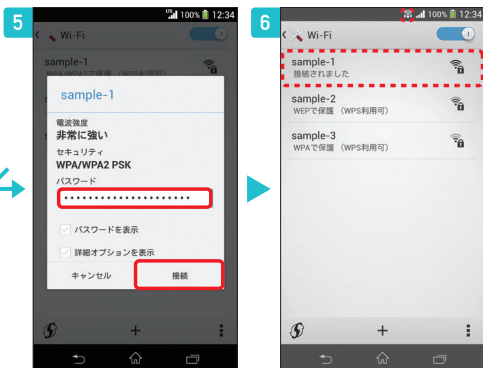 5
LTE 100% 12:34
Wi-Fi
sample-1
WPA/WPA2で保護 (WPS利用可)
sample-1
電波強度
非常に強い
セキュリティ
WPA/WPA2 PSK
パスワード
•••••••••••••••••••••
パスワードを表示
詳細オプションを表示
キャンセル 接続
6
100% 12:34
Wi-Fi
sample-1
接続されました
sample-2
WEPで保護 (WPS利用可)
sample-3
WPAで保護 (WPS利用可)